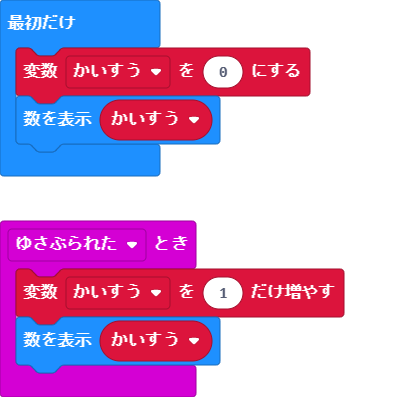 最初だけ
変数 かいすう を 0 にする
数を表示 かいすう
ゆさぶられた とき
変数 かいすう を 1 だけ増やす
数を表示 かいすう